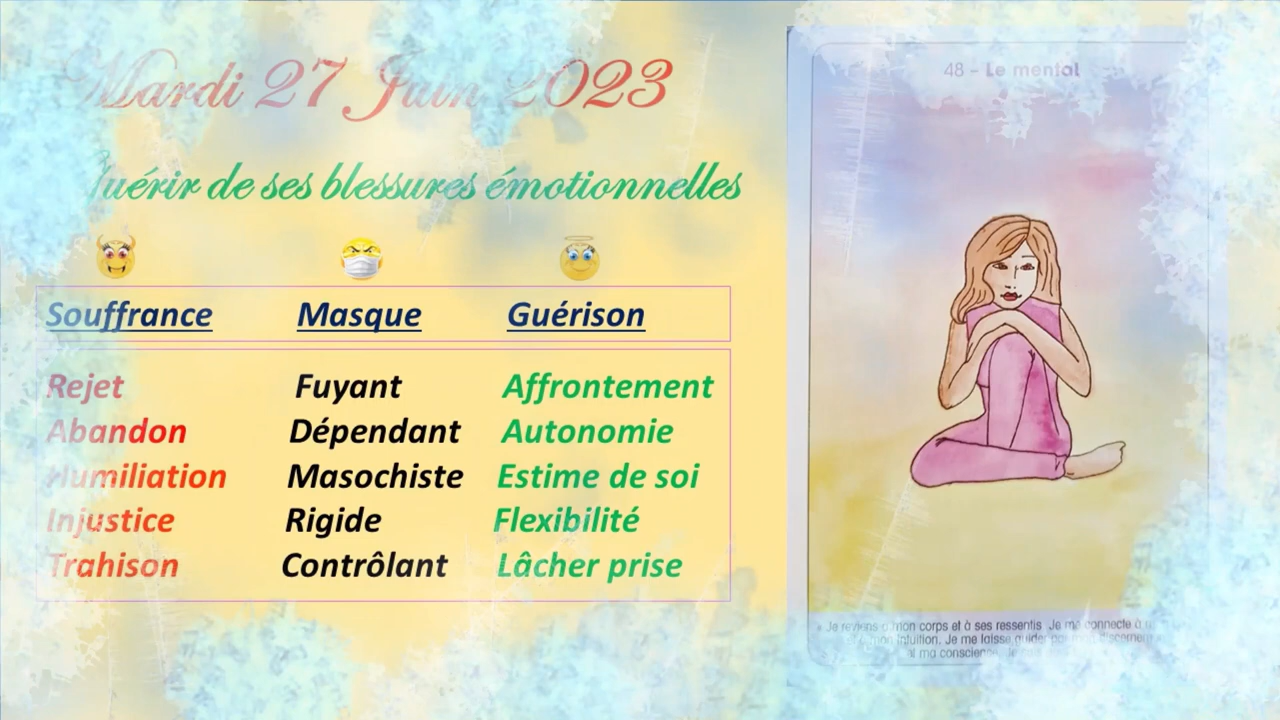 Mardi 27 Juin 2023
Guérir de ses blessures émotionnelles
Souffrance Masque Guérison
Rejet Fuyant Affrontement
Abandon Dépendant Autonomie
Humiliation Masochiste Estime de soi
Injustice Rigide Flexibilité
Trahison Contrôlant Lâcher prise
48 - Le mental
« Je reviens à mon corps et à ses ressentis. Je me connecte à
mon intuition. Je me laisse guider par mon
ma conscience.